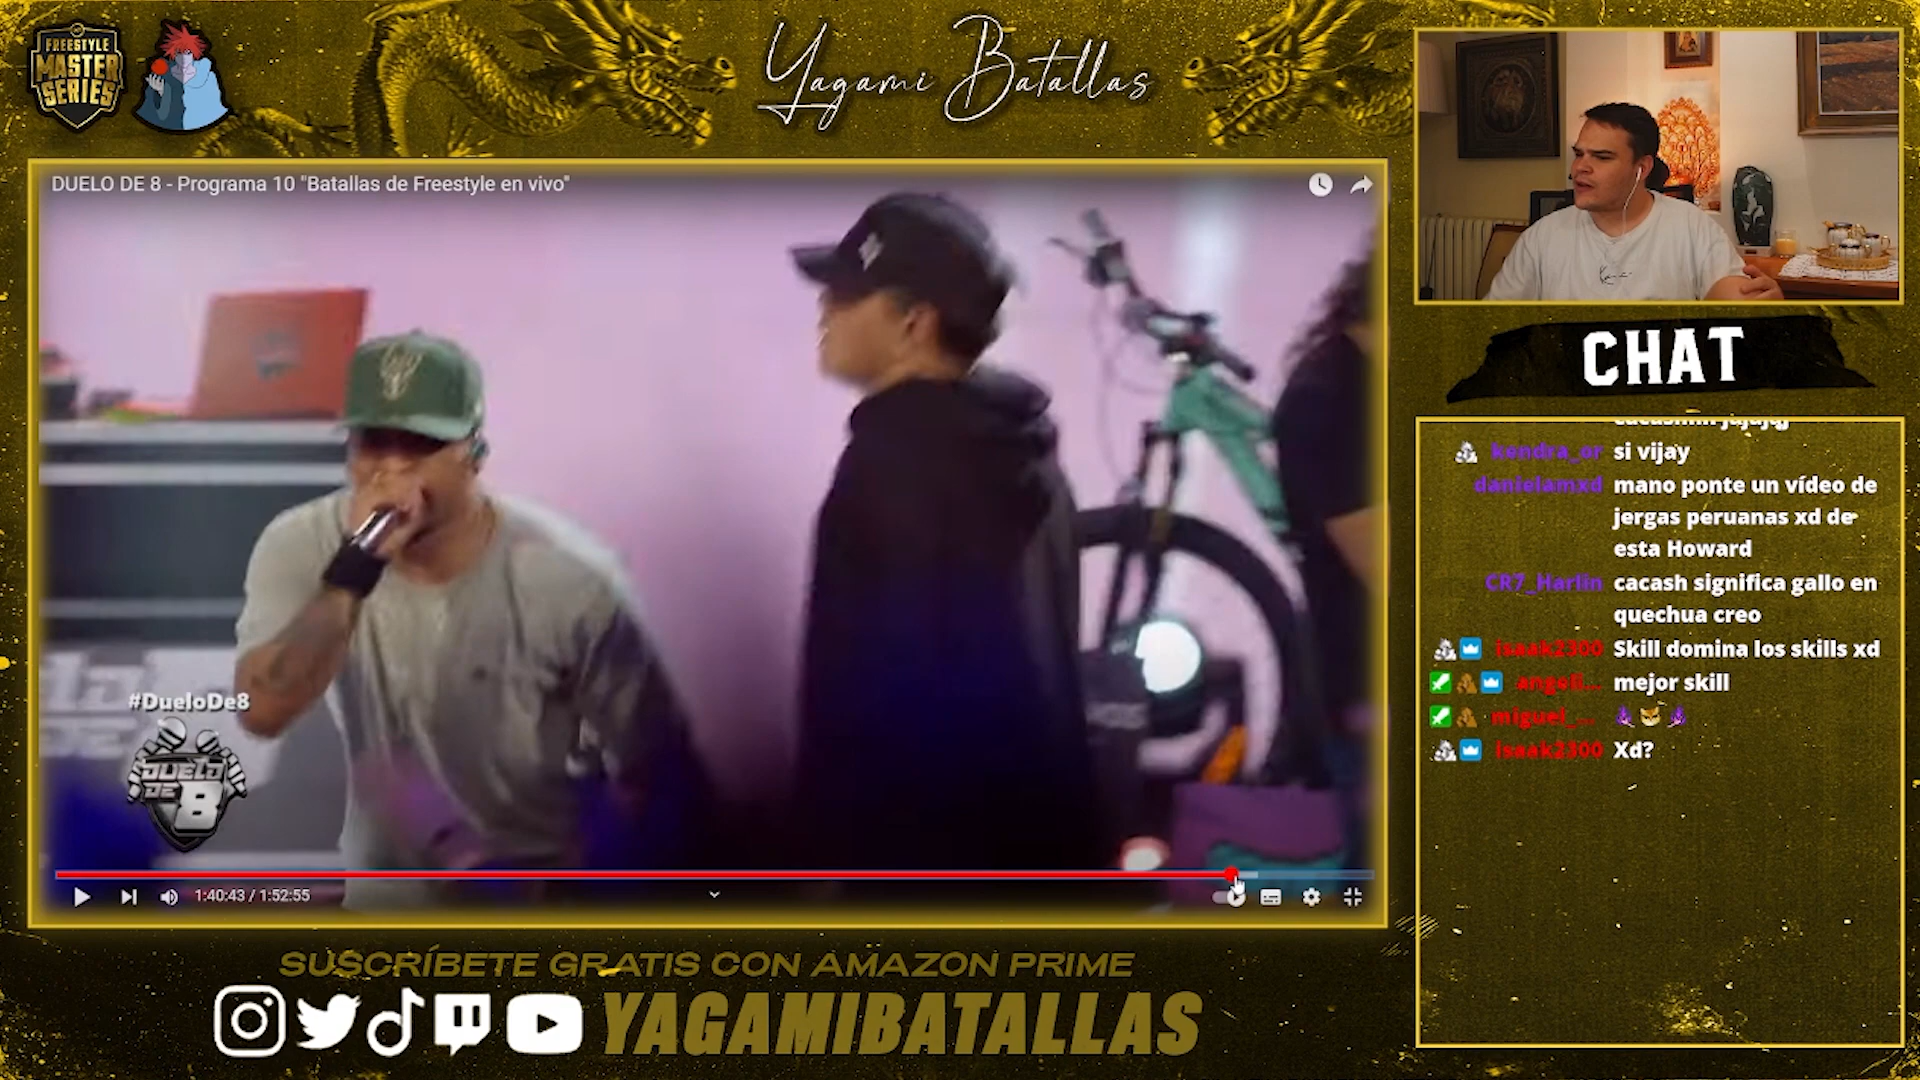 FREESTYLE
MASTER
SERIES
Yagami Batallas
DUELO DE 8 - Programa 10 "Batallas de Freestyle en vivo"
#DueloDe8
DUELO
DE 8
1:40:43 / 1:52:55
CHAT
kendra_or si vijay
danielamxd mano ponte un vídeo de
jergas peruanas xd de
esta Howard
CR7_Harlin cacash significa gallo en
quechua creo
isaak2300 Skill domina los skills xd
angeli... mejor skill
miguel_...
isaak2300 Xd?
SUSCRÍBETE GRATIS CON AMAZON PRIME
YAGAMIBATALLAS